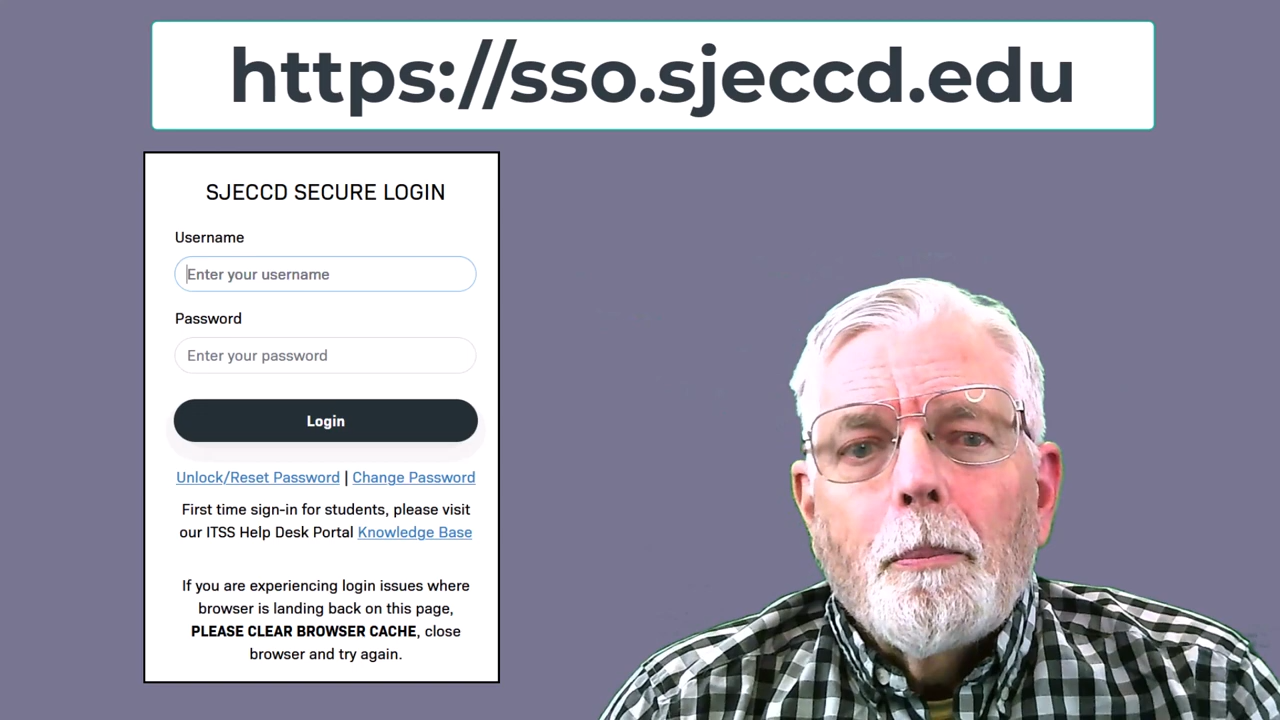 https://sso.sjeccd.edu
SJECCD SECURE LOGIN
Username
Enter your username
Password
Enter your password
Login
Unlock/Reset Password | Change Password
First time sign-in for students, please visit
our ITSS Help Desk Portal Knowledge Base
If you are experiencing login issues where
browser is landing back on this page,
PLEASE CLEAR BROWSER CACHE, close
browser and try again.